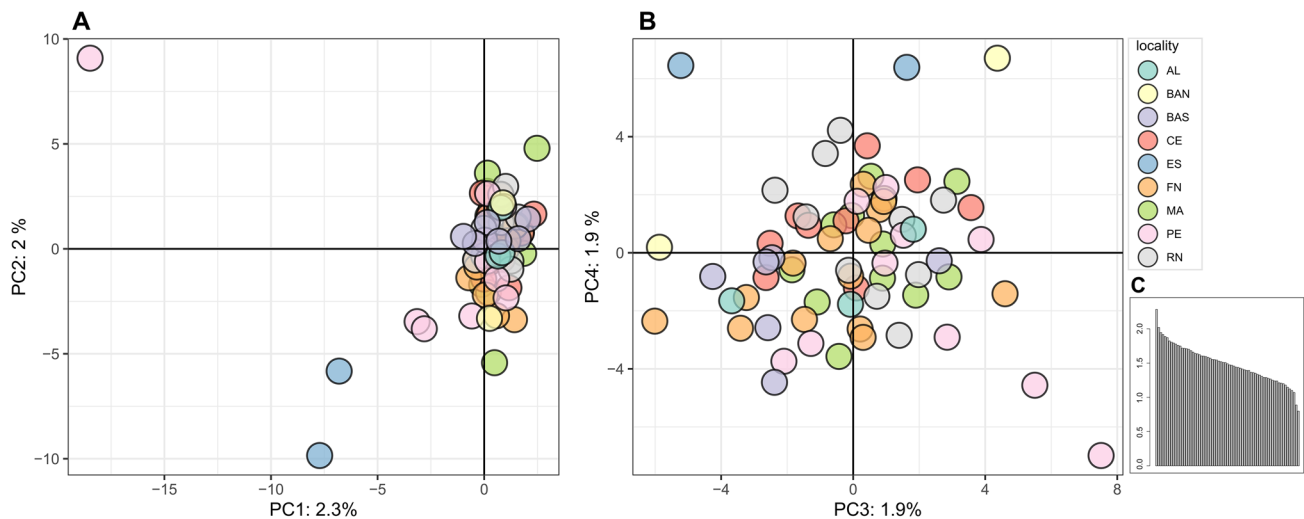 A
10
5
0
−5
−10
PC2: 2 %
−15
−10
−5
0
PC1: 2.3%
B
4
0
−4
PC4: 1.9 %
−4
0
4
8
PC3: 1.9%
locality
AL
BAN
BAS
CE
ES
FN
MA
PE
RN
C
2.0
1.5
1.0
0.5
0.0